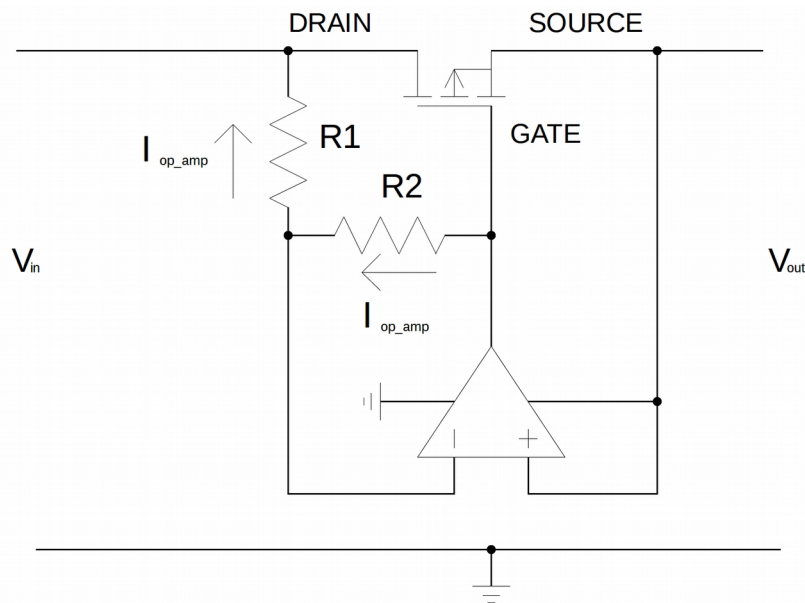 DRAIN
SOURCE
GATE
R1
I op_amp
R2
Vin
Vout
I op_amp